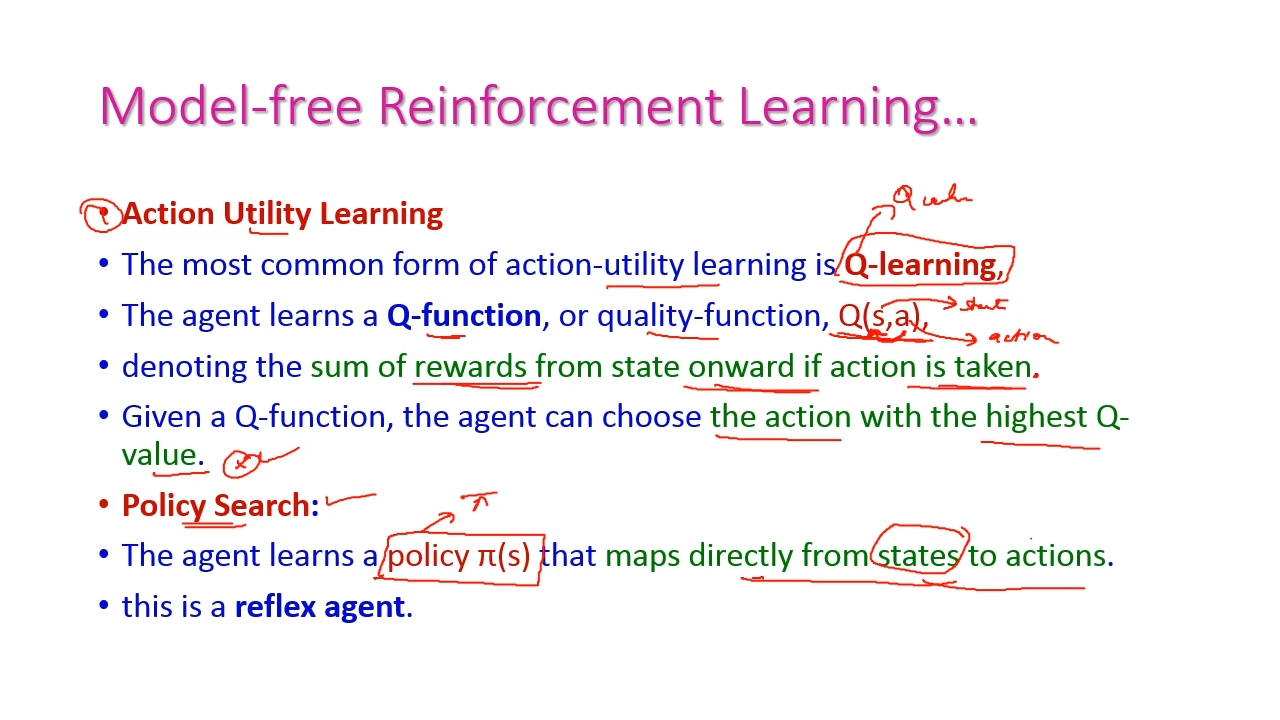 Model-free Reinforcement Learning...
Q
• Action Utility Learning
• The most common form of action-utility learning is Q-learning,
• The agent learns a Q-function, or quality-function, Q(s,a),
state
action
• denoting the sum of rewards from state onward if action is taken.
• Given a Q-function, the agent can choose the action with the highest Q-
value.
• Policy Search:
π
• The agent learns a policy π(s) that maps directly from states to actions.
• this is a reflex agent.